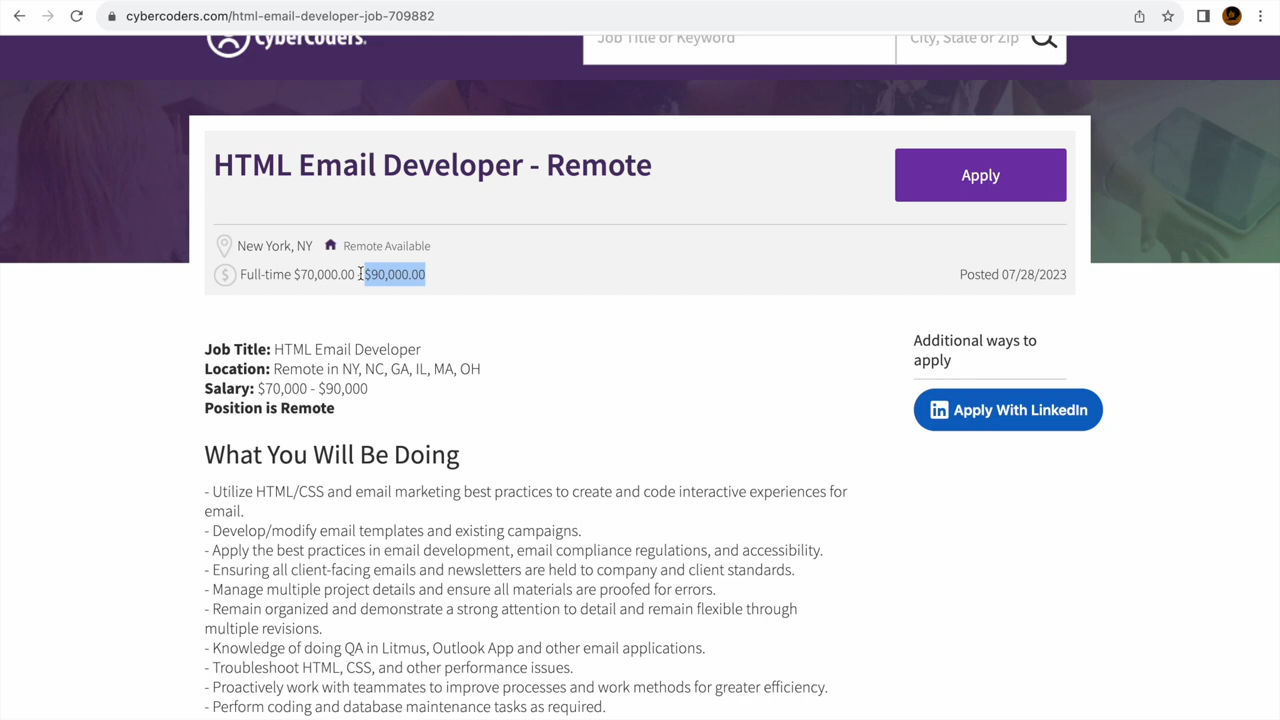 cybercoders.com/html-email-developer-job-709882
CyberCoders.
Job Title or Keyword
City, State or Zip
HTML Email Developer - Remote
Apply
New York, NY Remote Available
Full-time $70,000.00 $90,000.00
Posted 07/28/2023
Job Title: HTML Email Developer
Location: Remote in NY, NC, GA, IL, MA, OH
Salary: $70,000 - $90,000
Position is Remote
Additional ways to
apply
Apply With LinkedIn
What You Will Be Doing
- Utilize HTML/CSS and email marketing best practices to create and code interactive experiences for
email.
- Develop/modify email templates and existing campaigns.
- Apply the best practices in email development, email compliance regulations, and accessibility.
- Ensuring all client-facing emails and newsletters are held to company and client standards.
- Manage multiple project details and ensure all materials are proofed for errors.
- Remain organized and demonstrate a strong attention to detail and remain flexible through
multiple revisions.
- Knowledge of doing QA in Litmus, Outlook App and other email applications.
- Troubleshoot HTML, CSS, and other performance issues.
- Proactively work with teammates to improve processes and work methods for greater efficiency.
- Perform coding and database maintenance tasks as required.